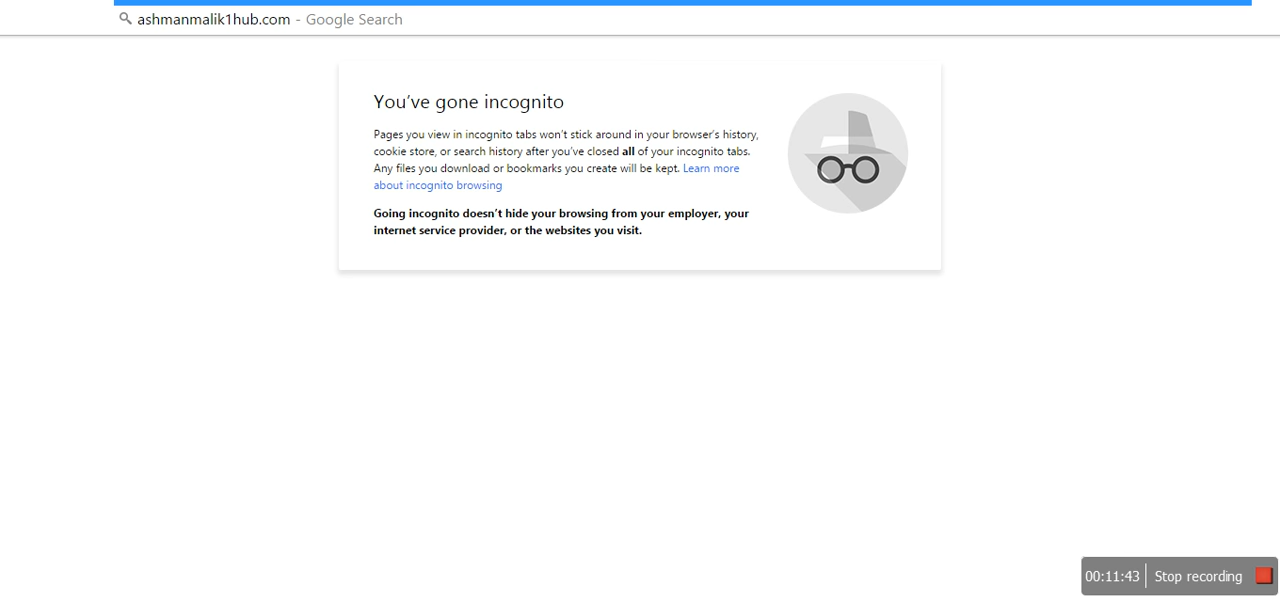 ashmanmalik1hub.com - Google Search
You've gone incognito
Pages you view in incognito tabs won't stick around in your browser's history,
cookie store, or search history after you've closed all of your incognito tabs.
Any files you download or bookmarks you create will be kept. Learn more
about incognito browsing
Going incognito doesn't hide your browsing from your employer, your
internet service provider, or the websites you visit.
00:11:43 Stop recording